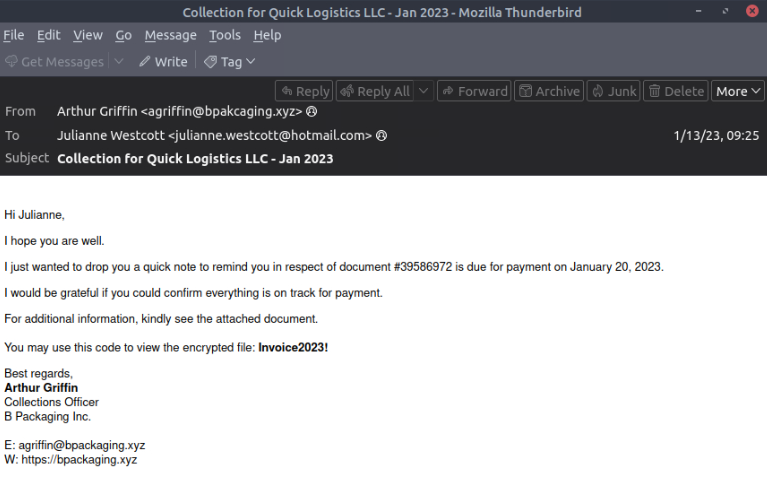 Collection for Quick Logistics LLC - Jan 2023 - Mozilla Thunderbird
File Edit View Go Message Tools Help
Get Messages Write Tag
Reply Reply All Forward Archive Junk Delete More
From Arthur Griffin <agriffin@bpakcaging.xyz>
To Julianne Westcott <julianne.westcott@hotmail.com> 1/13/23, 09:25
Subject Collection for Quick Logistics LLC - Jan 2023
Hi Julianne,
I hope you are well.
I just wanted to drop you a quick note to remind you in respect of document #39586972 is due for payment on January 20, 2023.
I would be grateful if you could confirm everything is on track for payment.
For additional information, kindly see the attached document.
You may use this code to view the encrypted file: Invoice2023!
Best regards,
Arthur Griffin
Collections Officer
B Packaging Inc.
E: agriffin@bpackaging.xyz
W: https://bpackaging.xyz